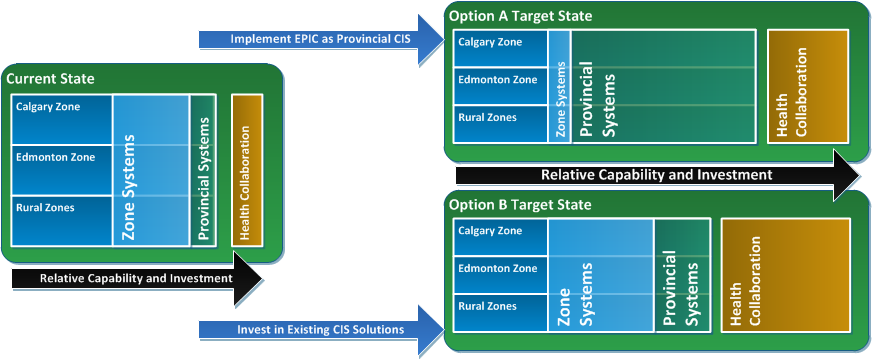 Current State
Calgary Zone
Edmonton Zone
Rural Zones
Zone Systems
Provincial Systems
Health Collaboration
Relative Capability and Investment
Implement EPIC as Provincial CIS
Option A Target State
Calgary Zone
Edmonton Zone
Rural Zones
Zone Systems
Provincial
Systems
Health
Collaboration
Relative Capability and Investment
Invest in Existing CIS Solutions
Option B Target State
Calgary Zone
Edmonton Zone
Rural Zones
Zone
Systems
Provincial
Systems
Health
Collaboration